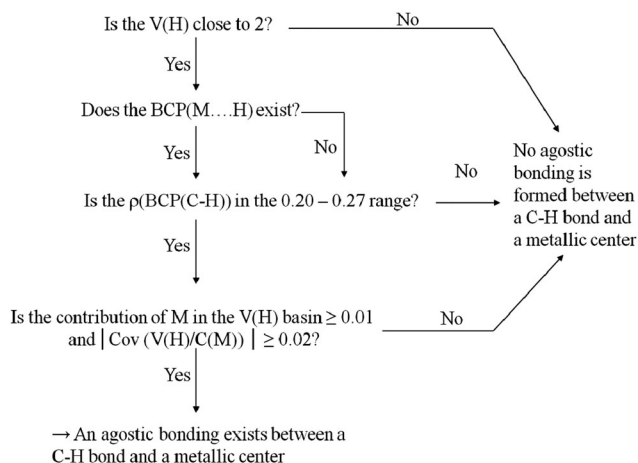 Is the V(H) close to 2?
No
Yes
Does the BCP(M....H) exist?
No
Yes
Is the ρ(BCP(C-H)) in the 0.20 – 0.27 range?
No
No agostic
bonding is
formed between
a C-H bond and
a metallic center
Yes
Is the contribution of M in the V(H) basin ≥ 0.01
and | Cov (V(H)/C(M)) | ≥ 0.02?
No
Yes
→ An agostic bonding exists between a
C-H bond and a metallic center